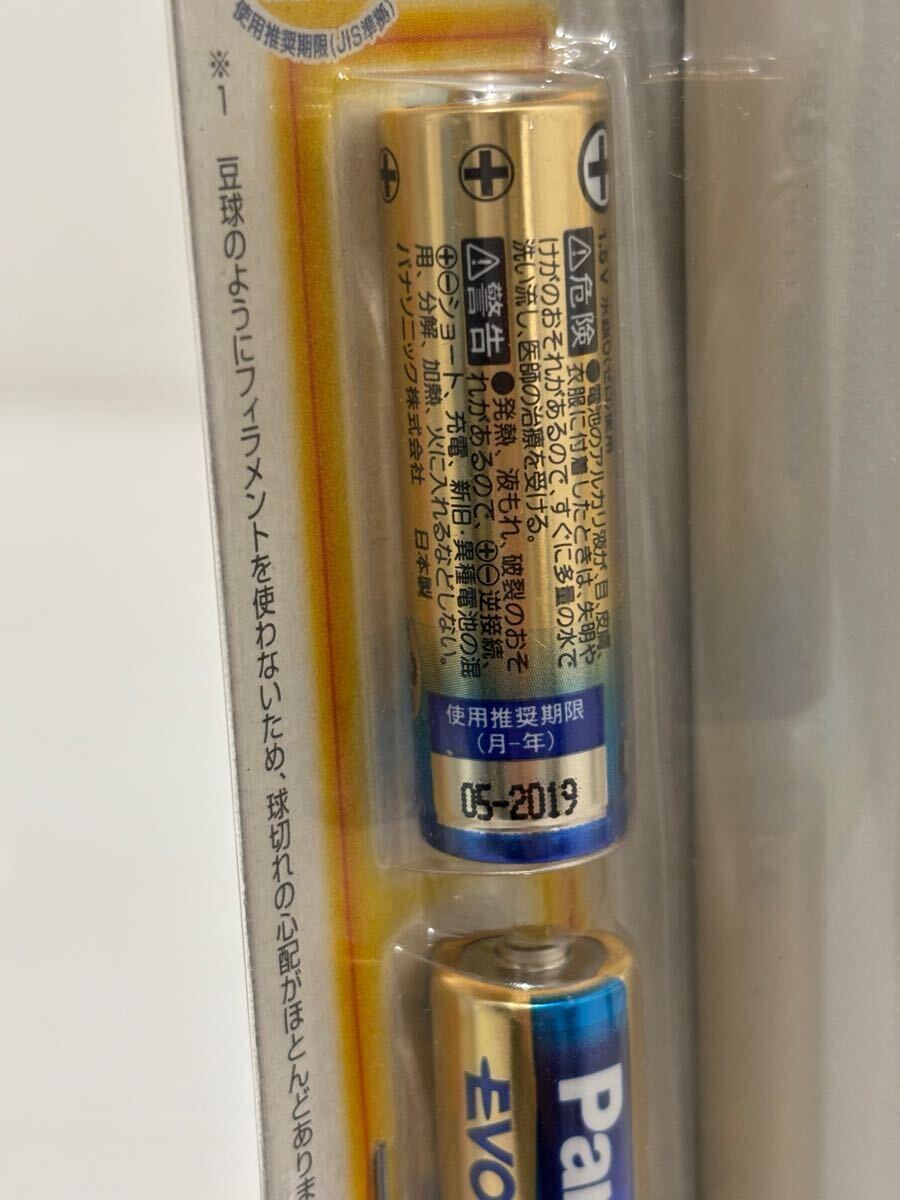 使用推奨期限(JIS準拠)
※1 豆球のようにフィラメントを使わないため、球切れの心配がほとんどありま
⚠危険 ●電池のアルカリ液が 目 皮膚、
衣服に付着したときは、失明や
けがのおそれがあるので、すぐに多量の水で
洗い流し、医師の治療を受ける。
⚠警告 ●発熱、液もれ、破裂のおそ
れがあるので、⊕⊖逆接続、
⊕⊖ショート、充電、新旧・異種電池の混
用、分解、加熱、火に入れるなどしない。
パナソニック株式会社 日本製
使用推奨期限
(月-年)
05-2019
Pan
EVO